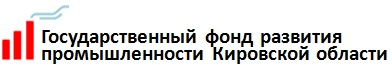 Государственный фонд развития
промышленности Кировской области